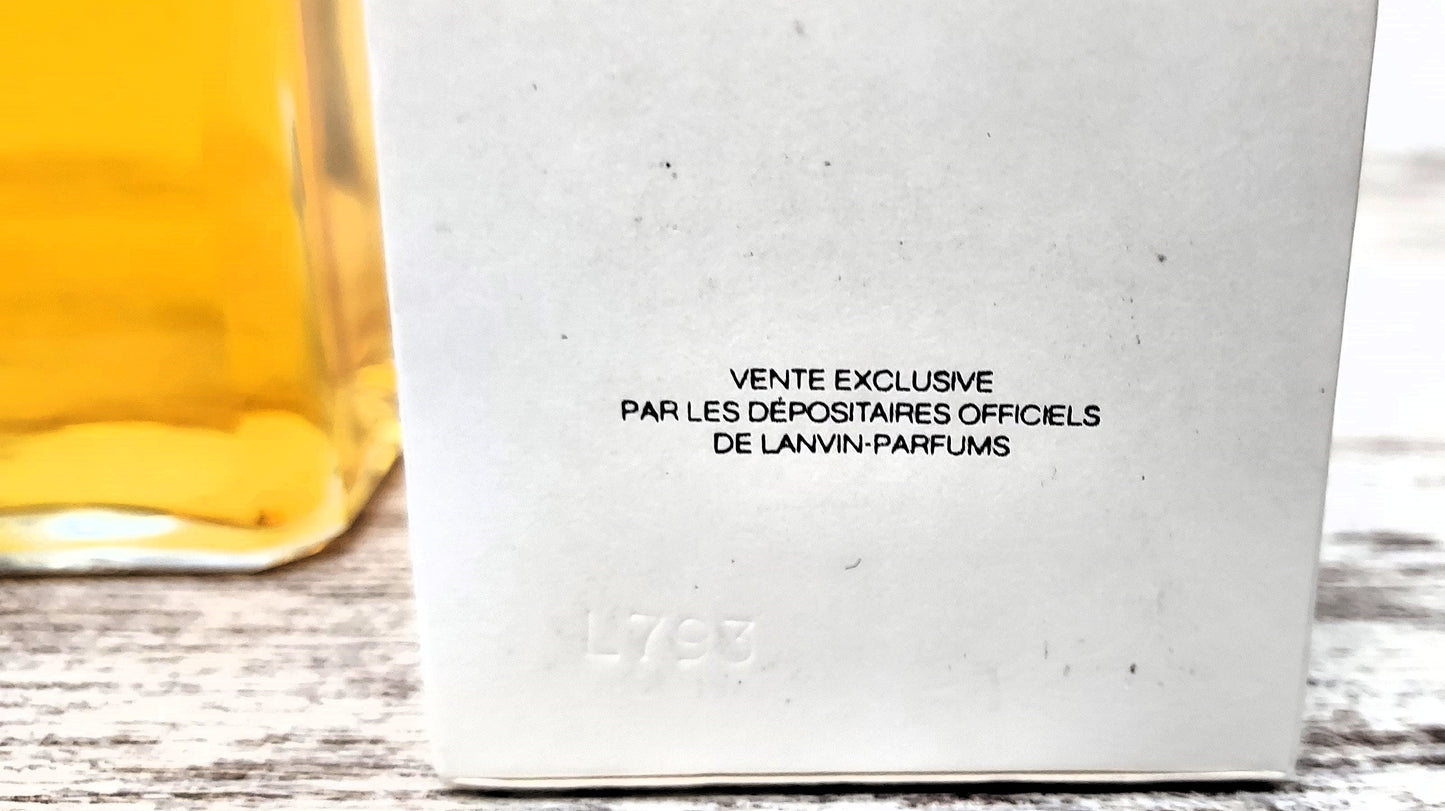 VENTE EXCLUSIVE
PAR LES DÉPOSITAIRES OFFICIELS
DE LANVIN-PARFUMS
L793